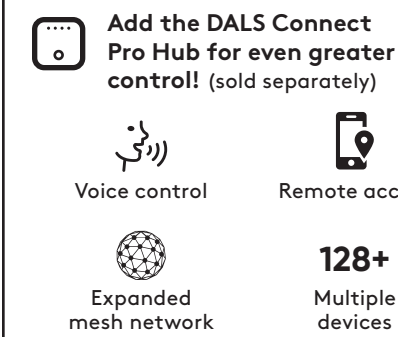 Add the DALS Connect
Pro Hub for even greater
control! (sold separately)
Voice control
Remote acc
128+
Expanded
mesh network
Multiple
devices